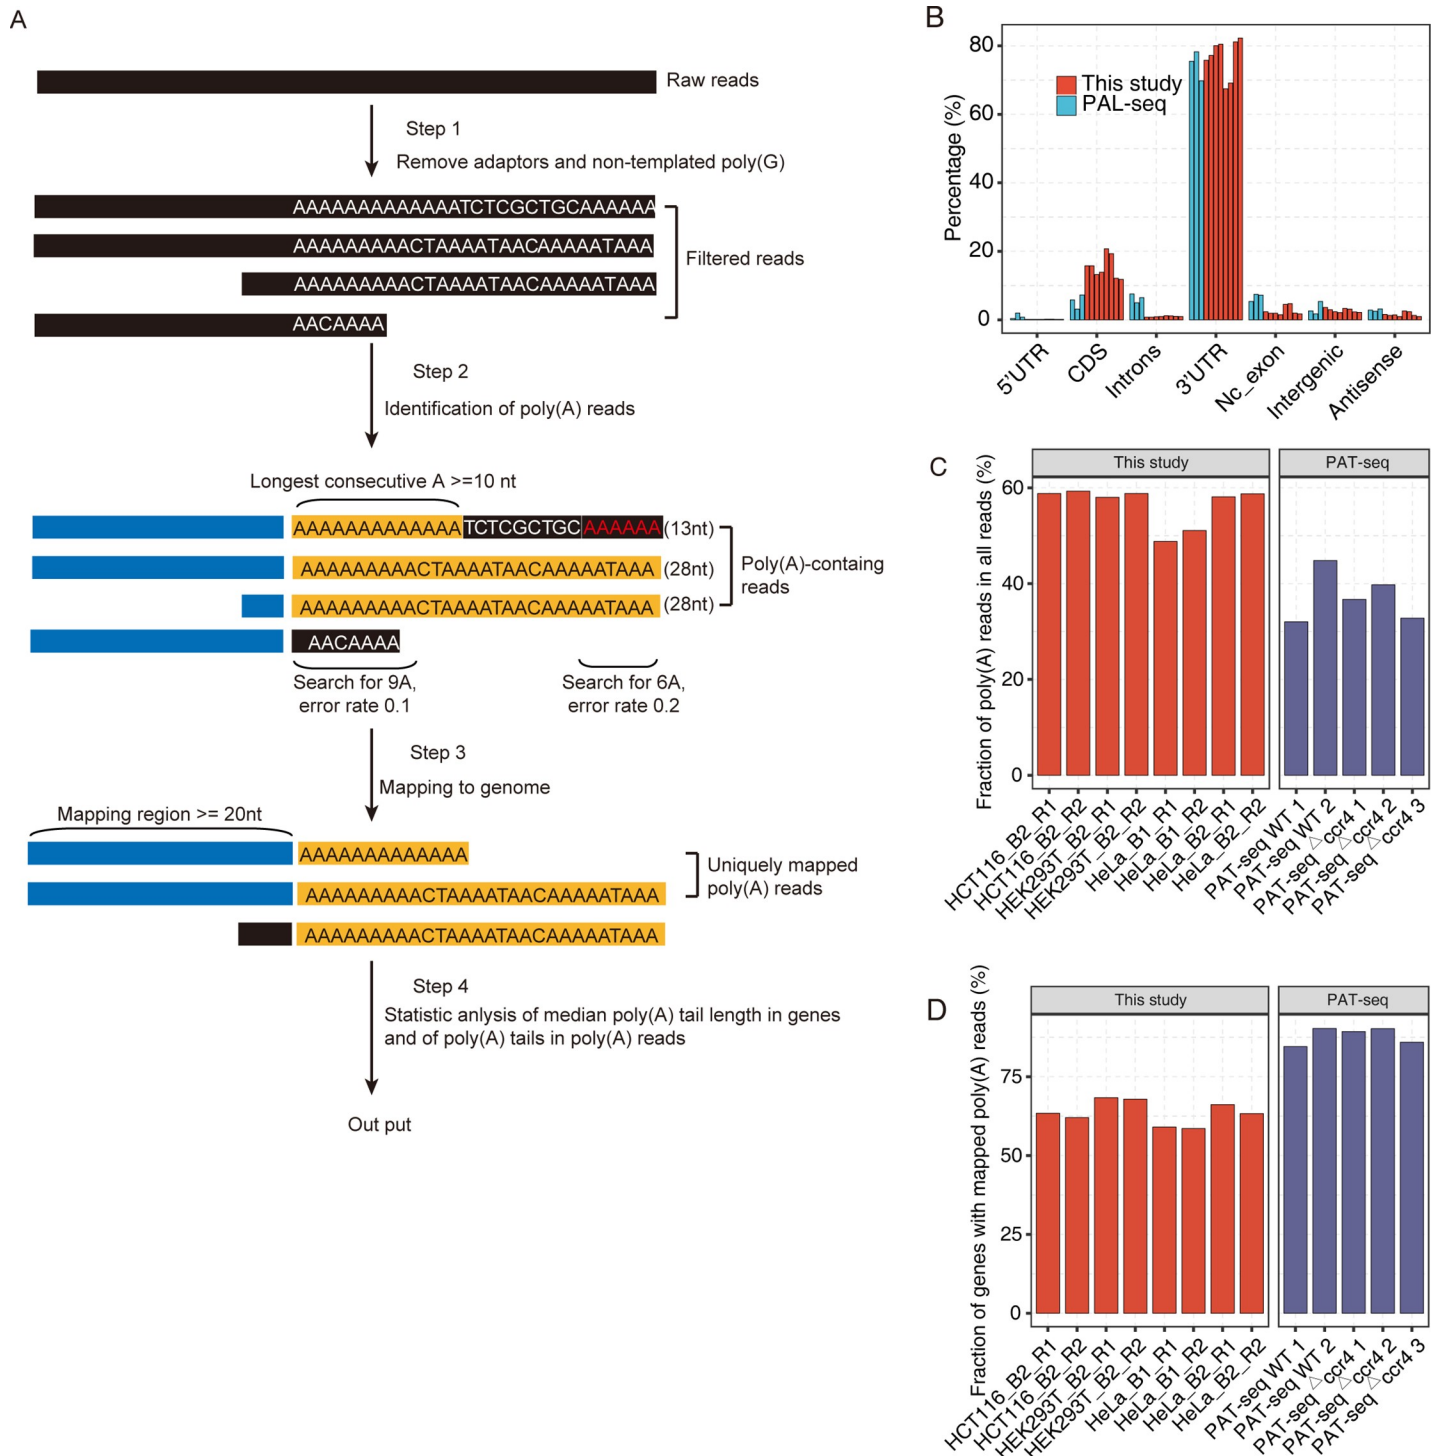 A
Raw reads
Step 1
Remove adaptors and non-templated poly(G)
AAAAAAAAAAAAATCTCGCTGCAAAAAA
AAAAAAAAACTAAAATAACAAAAATAAA
AAAAAAAAACTAAAATAACAAAAATAAA
AACAAAA
Filtered reads
Step 2
Identification of poly(A) reads
Longest consecutive A >=10 nt
AAAAAAAAAAAAATCTCGCTGCAAAAAA (13nt)
AAAAAAAAACTAAAATAACAAAAATAAA (28nt)
AAAAAAAAACTAAAATAACAAAAATAAA (28nt)
AACAAAA
Poly(A)-containg
reads
Search for 9A,
error rate 0.1
Search for 6A,
error rate 0.2
Step 3
Mapping to genome
Mapping region >= 20nt
AAAAAAAAAAAAA
AAAAAAAAACTAAAATAACAAAAATAAA
AAAAAAAAACTAAAATAACAAAAATAAA
Uniquely mapped
poly(A) reads
Step 4
Statistic anlysis of median poly(A) tail length in genes
and of poly(A) tails in poly(A) reads
Out put
B
Percentage (%)
80
60
40
20
0
This study
PAL-seq
5'UTR
CDS
Introns
3'UTR
Nc_exon
Intergenic
Antisense
C
Fraction of poly(A) reads in all reads (%)
This study
PAT-seq
60
40
20
0
HCT116_B2_R1
HCT116_B2_R2
HEK293T_B2_R1
HEK293T_B2_R2
HeLa_B1_R1
HeLa_B1_R2
HeLa_B2_R1
HeLa_B2_R2
PAT-seq WT 1
PAT-seq WT 2
PAT-seq △ccr4 1
PAT-seq △ccr4 2
PAT-seq △ccr4 3
D
Fraction of genes with mapped poly(A) reads (%)
This study
PAT-seq
75
50
25
0
HCT116_B2_R1
HCT116_B2_R2
HEK293T_B2_R1
HEK293T_B2_R2
HeLa_B1_R1
HeLa_B1_R2
HeLa_B2_R1
HeLa_B2_R2
PAT-seq WT 1
PAT-seq WT 2
PAT-seq △ccr4 1
PAT-seq △ccr4 2
PAT-seq △ccr4 3